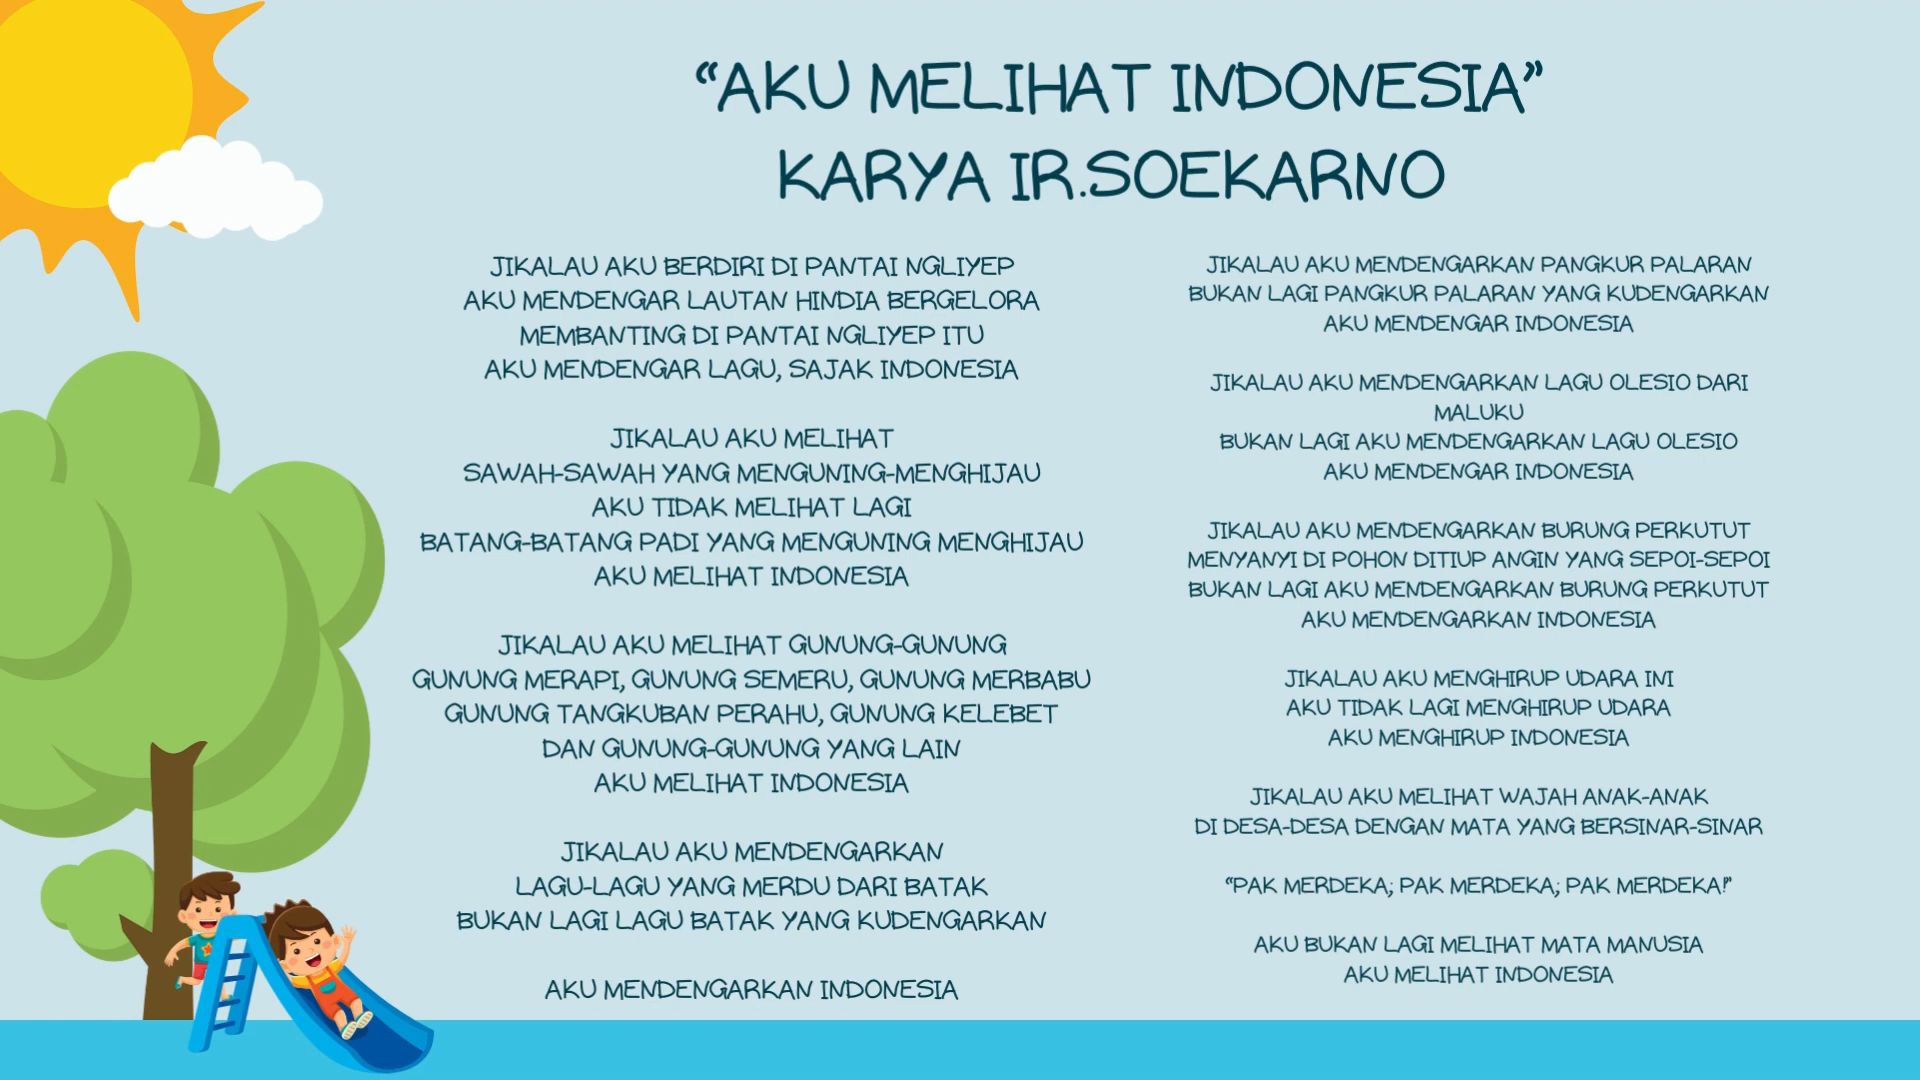 “AKU MELIHAT INDONESIA”
KARYA IR.SOEKARNO
JIKALAU AKU BERDIRI DI PANTAI NGLIYEP
AKU MENDENGAR LAUTAN HINDIA BERGELORA
MEMBANTING DI PANTAI NGLIYEP ITU
AKU MENDENGAR LAGU, SAJAK INDONESIA
JIKALAU AKU MELIHAT
SAWAH-SAWAH YANG MENGUNING-MENGHIJAU
AKU TIDAK MELIHAT LAGI
BATANG-BATANG PADI YANG MENGUNING MENGHIJAU
AKU MELIHAT INDONESIA
JIKALAU AKU MELIHAT GUNUNG-GUNUNG
GUNUNG MERAPI, GUNUNG SEMERU, GUNUNG MERBABU
GUNUNG TANGKUBAN PERAHU, GUNUNG KELEBET
DAN GUNUNG-GUNUNG YANG LAIN
AKU MELIHAT INDONESIA
JIKALAU AKU MENDENGARKAN
LAGU-LAGU YANG MERDU DARI BATAK
BUKAN LAGI LAGU BATAK YANG KUDENGARKAN
AKU MENDENGARKAN INDONESIA
JIKALAU AKU MENDENGARKAN PANGKUR PALARAN
BUKAN LAGI PANGKUR PALARAN YANG KUDENGARKAN
AKU MENDENGAR INDONESIA
JIKALAU AKU MENDENGARKAN LAGU OLESIO DARI
MALUKU
BUKAN LAGI AKU MENDENGARKAN LAGU OLESIO
AKU MENDENGAR INDONESIA
JIKALAU AKU MENDENGARKAN BURUNG PERKUTUT
MENYANYI DI POHON DITIUP ANGIN YANG SEPOI-SEPOI
BUKAN LAGI AKU MENDENGARKAN BURUNG PERKUTUT
AKU MENDENGARKAN INDONESIA
JIKALAU AKU MENGHIRUP UDARA INI
AKU TIDAK LAGI MENGHIRUP UDARA
AKU MENGHIRUP INDONESIA
JIKALAU AKU MELIHAT WAJAH ANAK-ANAK
DI DESA-DESA DENGAN MATA YANG BERSINAR-SINAR
“PAK MERDEKA; PAK MERDEKA; PAK MERDEKA!”
AKU BUKAN LAGI MELIHAT MATA MANUSIA
AKU MELIHAT INDONESIA